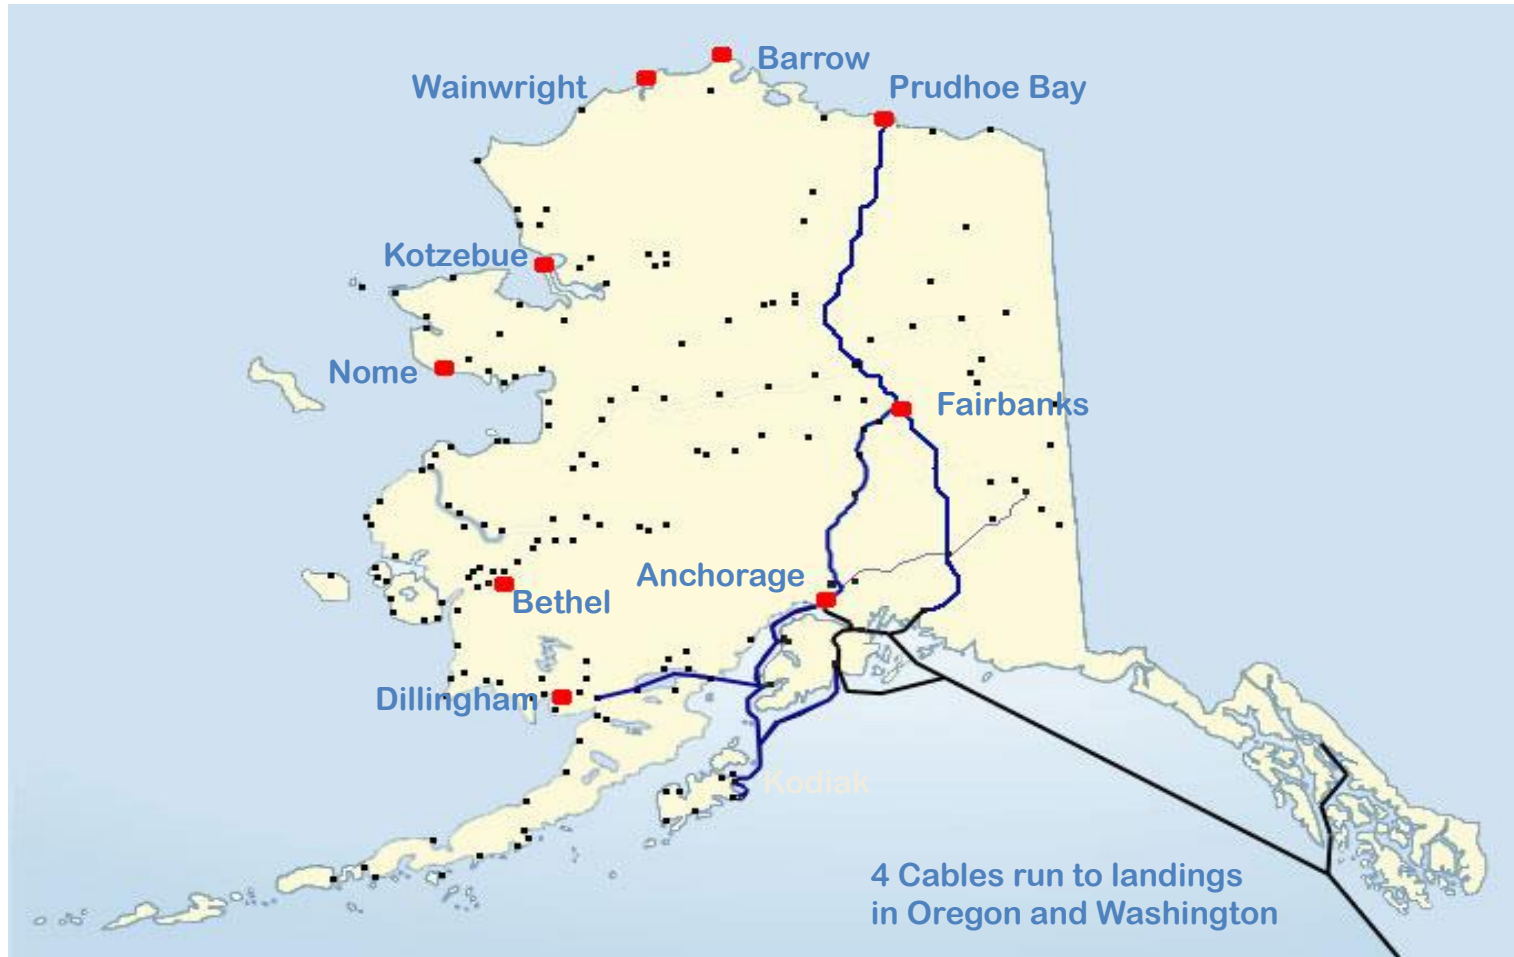 Barrow
Wainwright
Prudhoe Bay
Kotzebue
Nome
Fairbanks
Anchorage
Bethel
Dillingham
Kodiak
4 Cables run to landings
in Oregon and Washington